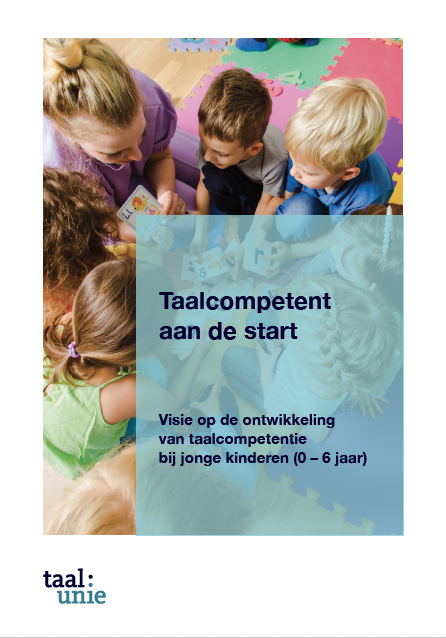 Taalcompetent
aan de start
Visie op de ontwikkeling
van taalcompetentie
bij jonge kinderen (0 – 6 jaar)
taal:
unie